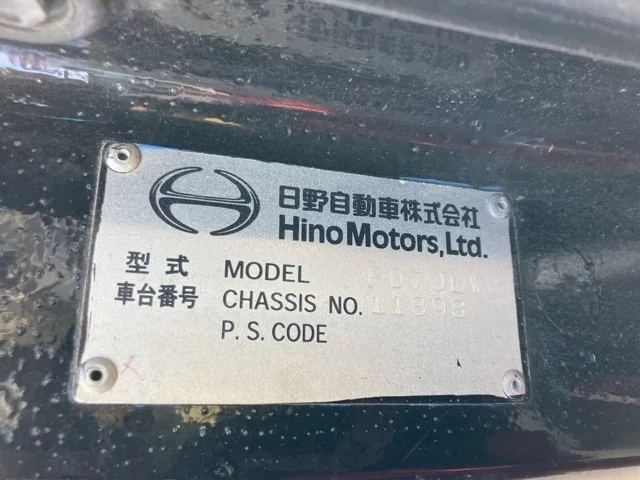 日野自動車株式会社
Hino Motors, Ltd.
型式 MODEL
車台番号 CHASSIS NO. 11398
P. S. CODE